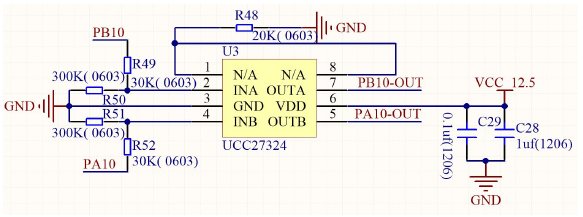 R48
GND
PB10
20K( 0603)
U3
R49
1 N/A N/A 8
300K( 0603) 30K( 0603) 2 INA OUTA 7 PB10-OUT
VCC_12.5
GND R50 3 GND VDD 6
R51 4 INB OUTB 5 PA10-OUT
300K( 0603)
R52 UCC27324
30K( 0603)
PA10
0.1uf(1206)
C29
C28
1uf(1206)
GND